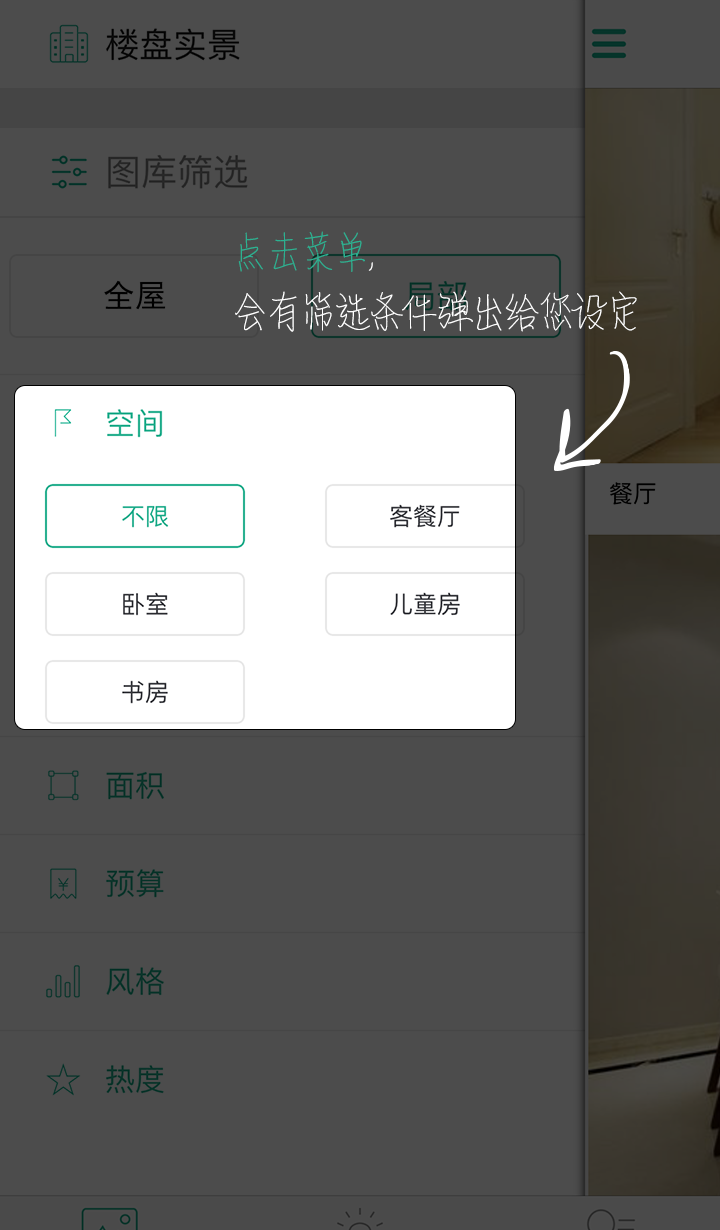 楼盘实景
图库筛选
点击菜单,
全屋
局部
会有筛选条件弹出给您设定
空间
餐厅
不限
客餐厅
卧室
儿童房
书房
面积
预算
风格
热度